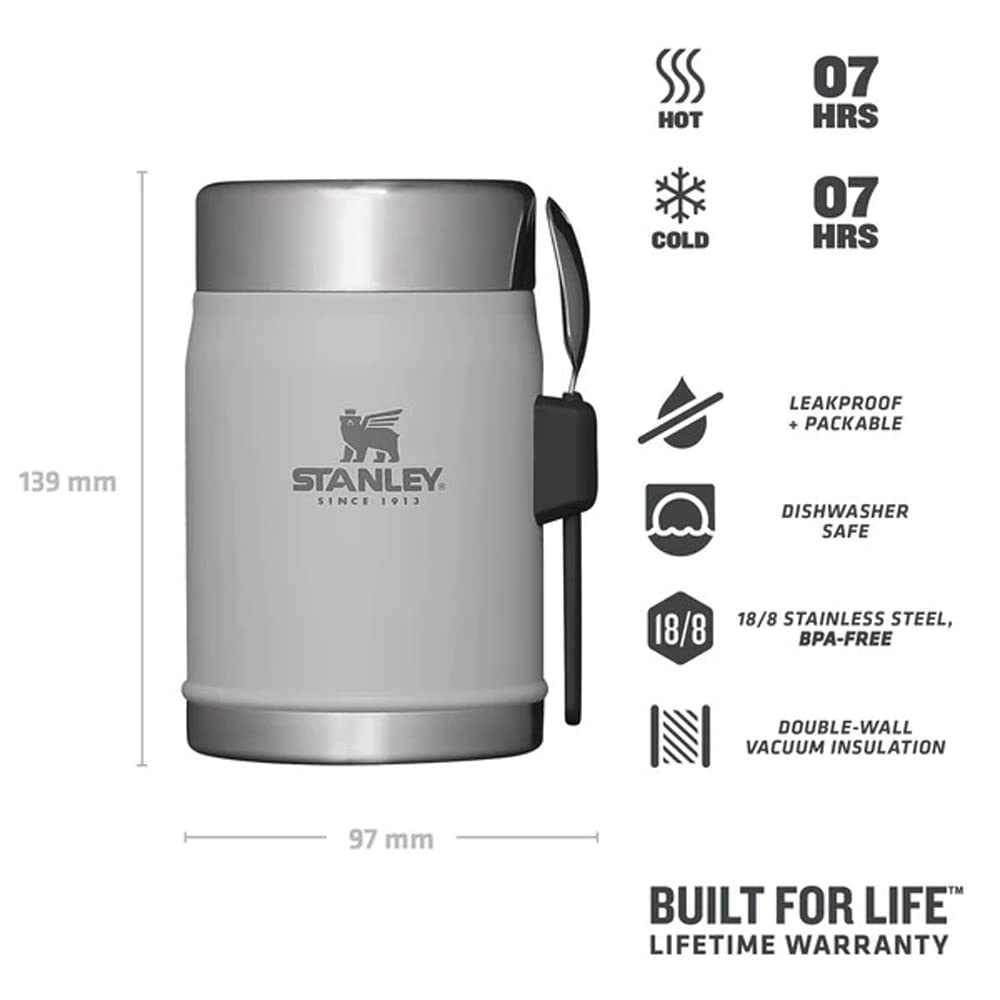 HOT
07
HRS
COLD
07
HRS
139 mm
STANLEY®
SINCE 1913
LEAKPROOF
+ PACKABLE
DISHWASHER
SAFE
18/8
18/8 STAINLESS STEEL,
BPA-FREE
DOUBLE-WALL
VACUUM INSULATION
97 mm
BUILT FOR LIFE™
LIFETIME WARRANTY